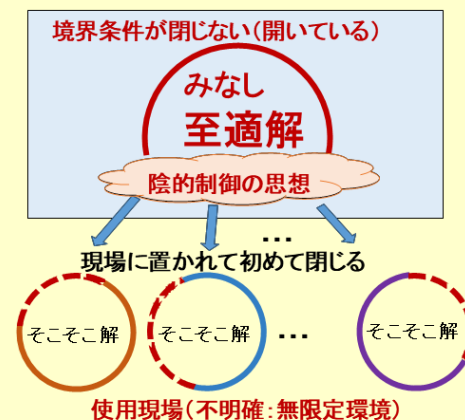 境界条件が閉じない(開いている)
みなし
至適解
陰的制御の思想
…
現場に置かれて初めて閉じる
そこそこ解 そこそこ解 … そこそこ解
使用現場(不明確:無限定環境)